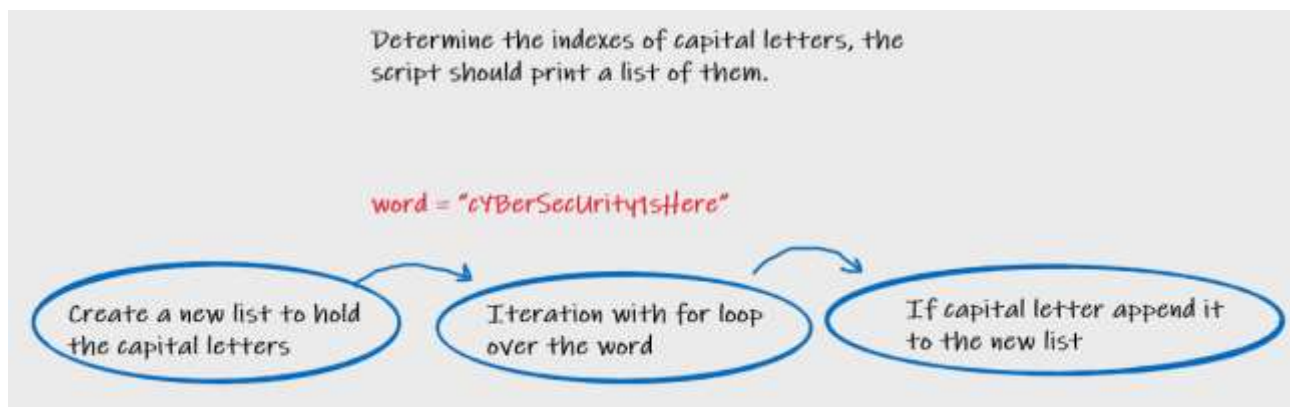 Determine the indexes of capital letters, the
script should print a list of them.
word = "cYBerSecUrity1sHere"
Create a new list to hold
the capital letters
Iteration with for loop
over the word
If capital letter append it
to the new list